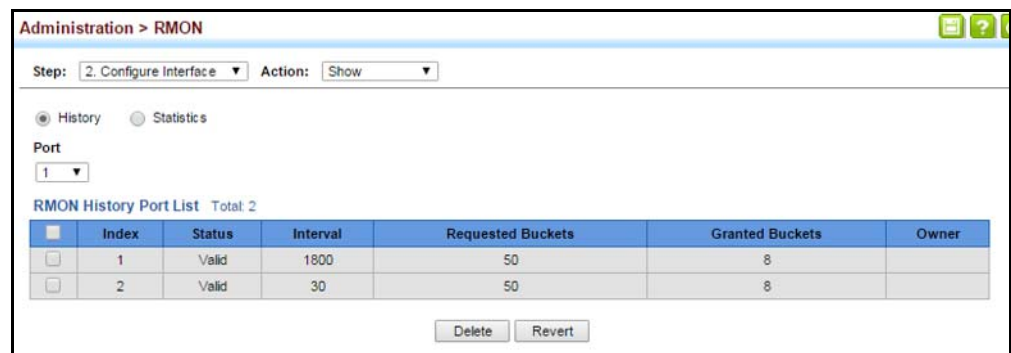 Administration > RMON
Step: 2. Configure Interface Action: Show
History Statistics
Port
1
RMON History Port List Total: 2
Index Status Interval Requested Buckets Granted Buckets Owner
1 Valid 1800 50 8
2 Valid 30 50 8
Delete Revert